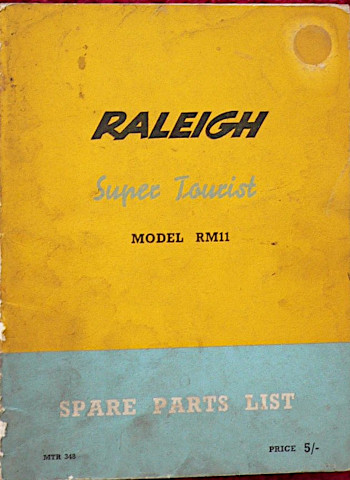 RALEIGH
Super Tourist
MODEL RM11
SPARE PARTS LIST
MTR 348
PRICE 5/-